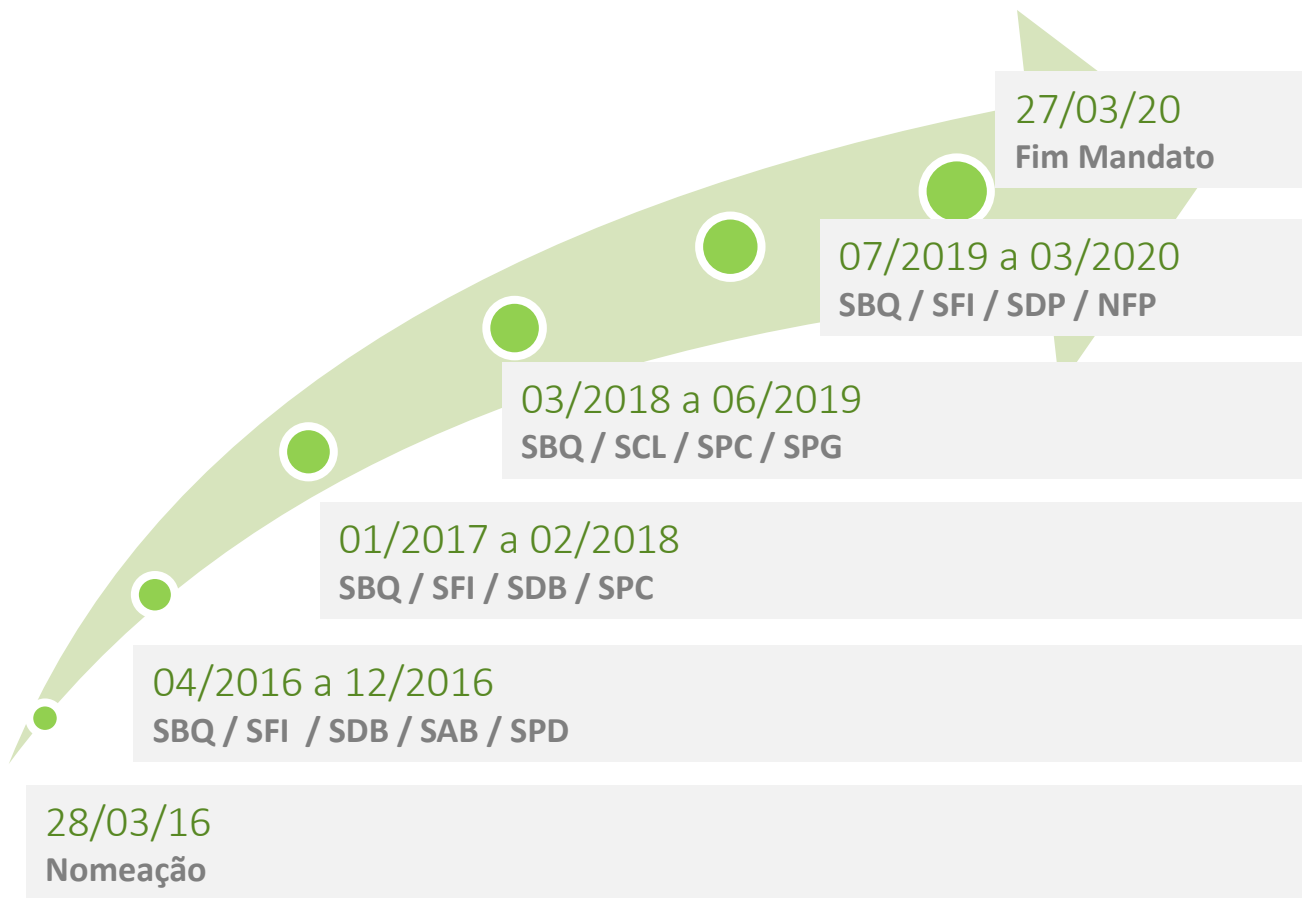 27/03/20
Fim Mandato
07/2019 a 03/2020
SBQ / SFI / SDP / NFP
03/2018 a 06/2019
SBQ / SCL / SPC / SPG
01/2017 a 02/2018
SBQ / SFI / SDB / SPC
04/2016 a 12/2016
SBQ / SFI  / SDB / SAB / SPD
28/03/16
Nomeação